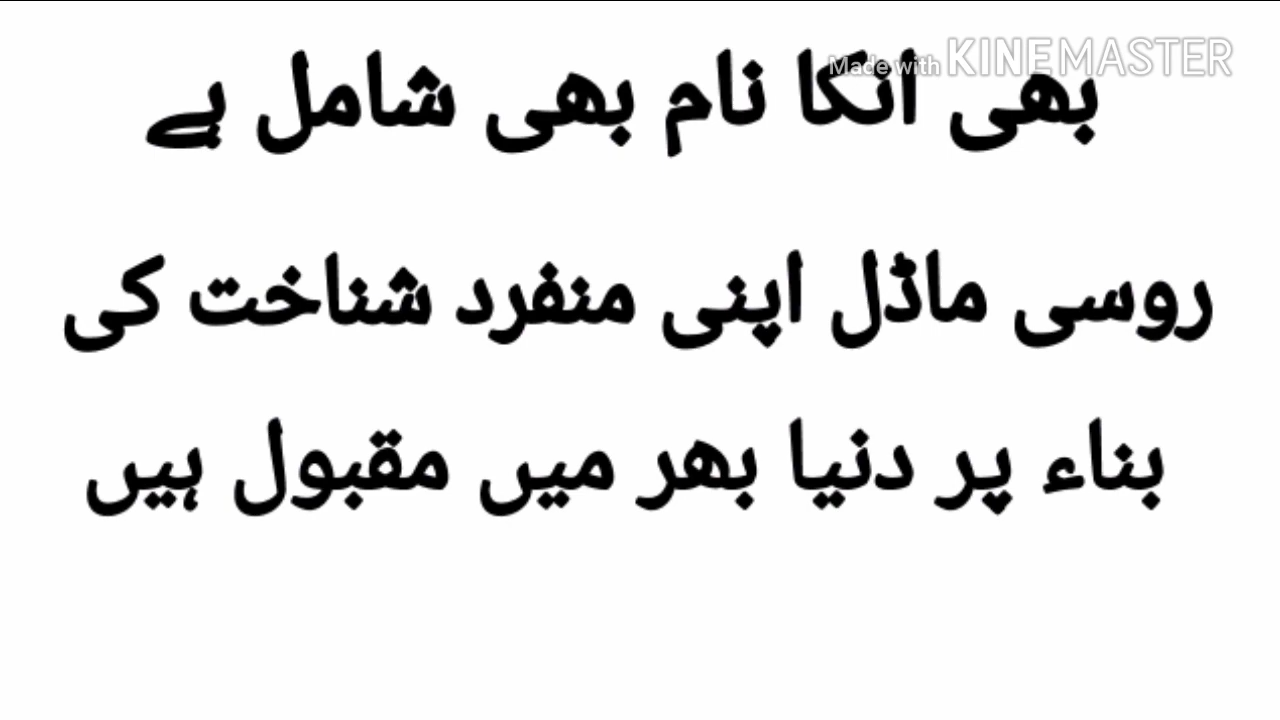 Made with KINEMASTER
بھی انکا نام بھی شامل ہے
روسی ماڈل اپنی منفرد شناخت کی
بناء پر دنیا بھر میں مقبول ہیں